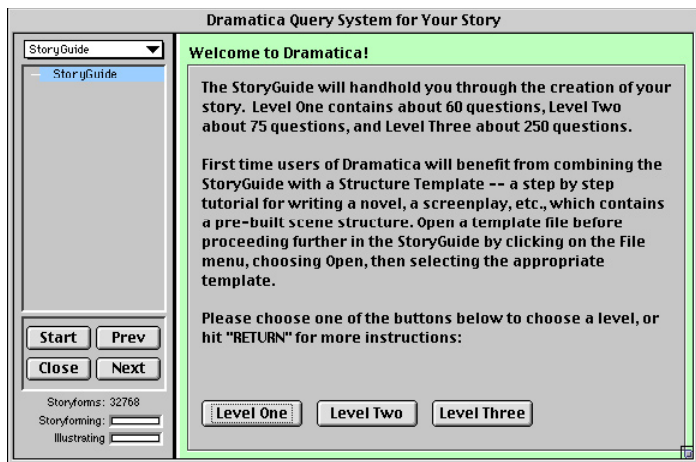 Dramatica Query System for Your Story
StoryGuide
StoryGuide
Start
Prev
Close
Next
Storyforms: 32768
Storyforming:
Illustrating
Welcome to Dramatica!
The StoryGuide will handhold you through the creation of your
story. Level One contains about 60 questions, Level Two
about 75 questions, and Level Three about 250 questions.
First time users of Dramatica will benefit from combining the
StoryGuide with a Structure Template -- a step by step
tutorial for writing a novel, a screenplay, etc., which contains
a pre-built scene structure. Open a template file before
proceeding further in the StoryGuide by clicking on the File
menu, choosing Open, then selecting the appropriate
template.
Please choose one of the buttons below to choose a level, or
hit "RETURN" for more instructions:
Level One
Level Two
Level Three